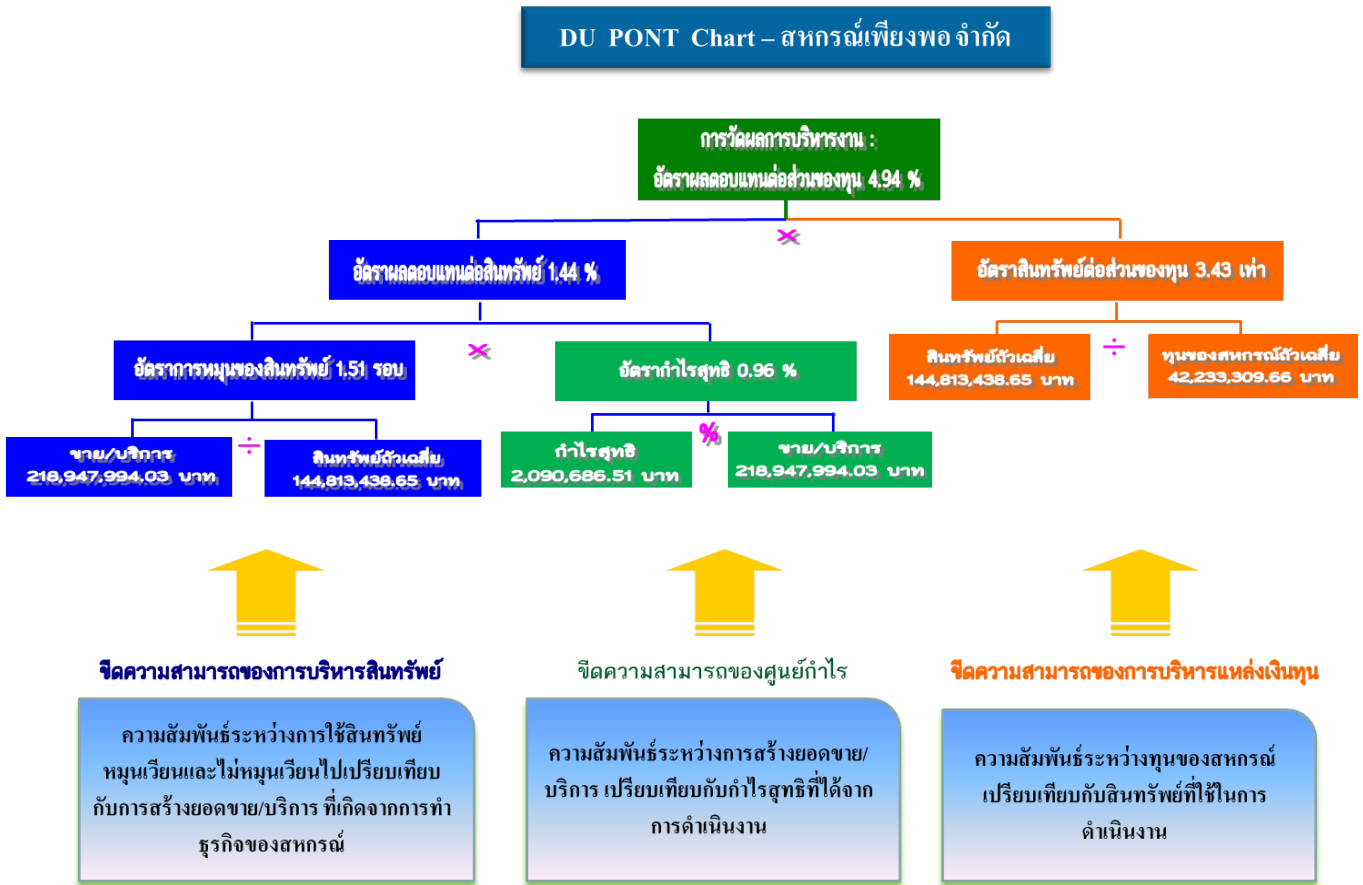 DU PONT Chart – สหกรณ์เพียงพอ จำกัด
การวัดผลการบริหารงาน :
อัตราผลตอบแทนต่อส่วนของทุน 4.94 %
×
อัตราผลตอบแทนต่อสินทรัพย์ 1.44 %
อัตราสินทรัพย์ต่อส่วนของทุน 3.43 เท่า
อัตราการหมุนของสินทรัพย์ 1.51 รอบ
×
อัตรากำไรสุทธิ 0.96 %
สินทรัพย์ถัวเฉลี่ย
144,813,438.65 บาท
÷
ทุนของสหกรณ์ถัวเฉลี่ย
42,233,309.66 บาท
ขาย/บริการ
218,947,994.03 บาท
÷
สินทรัพย์ถัวเฉลี่ย
144,813,438.65 บาท
กำไรสุทธิ
2,090,686.51 บาท
%
ขาย/บริการ
218,947,994.03 บาท
ขีดความสามารถของการบริหารสินทรัพย์
ความสัมพันธ์ระหว่างการใช้สินทรัพย์
หมุนเวียนและไม่หมุนเวียนไปเปรียบเทียบ
กับการสร้างยอดขาย/บริการ ที่เกิดจากการทำ
ธุรกิจของสหกรณ์
ขีดความสามารถของศูนย์กำไร
ความสัมพันธ์ระหว่างการสร้างยอดขาย/
บริการ เปรียบเทียบกับกำไรสุทธิที่ได้จาก
การดำเนินงาน
ขีดความสามารถของการบริหารแหล่งเงินทุน
ความสัมพันธ์ระหว่างทุนของสหกรณ์
เปรียบเทียบกับสินทรัพย์ที่ใช้ในการ
ดำเนินงาน